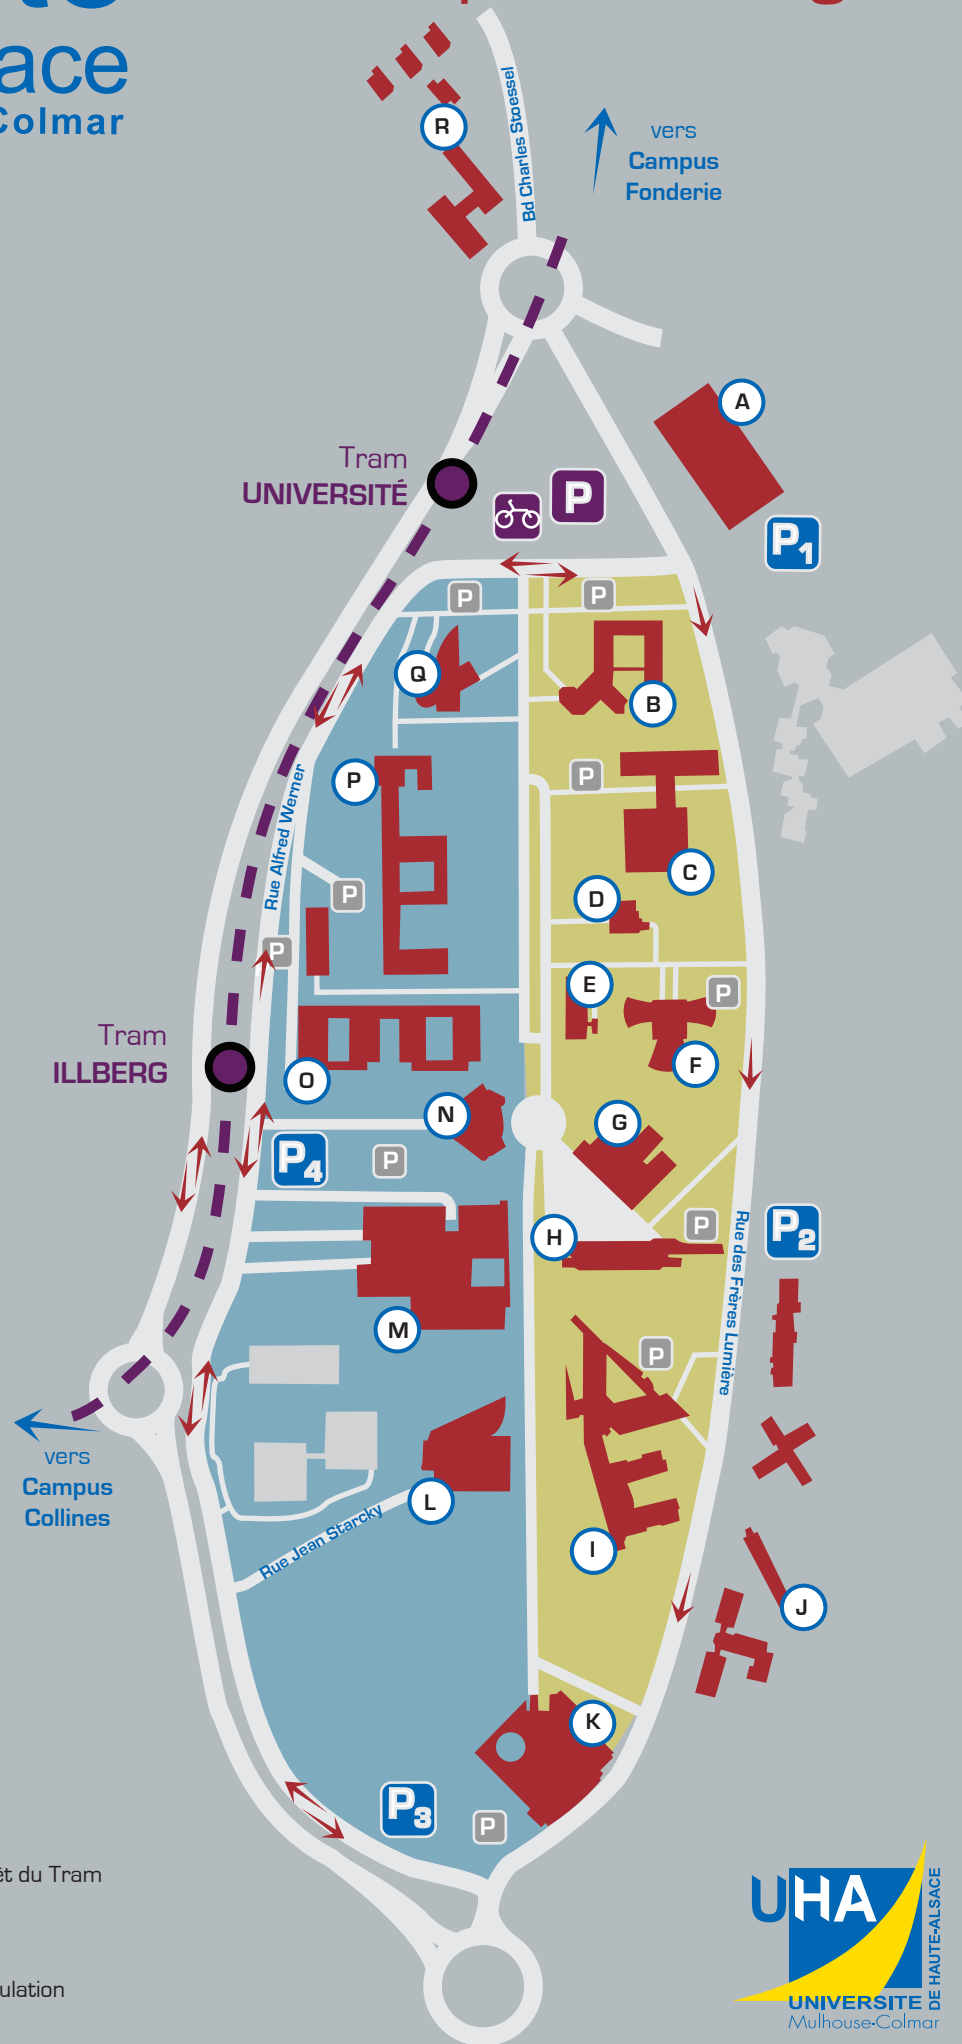 ace
Colmar
R
Bd Charles Stoessel
vers
Campus
Fonderie
A
Tram
UNIVERSITÉ
P
P1
P
P
Q
B
P
P
C
Rue Alfred Werner
P
D
P
E
P
F
Tram
ILLBERG
O
N
G
P4
P
H
P
P2
M
Rue des Frères Lumière
P
vers
Campus
Collines
L
Rue Jean Starcky
I
J
K
P3
P
êt du Tram
ulation
UHA
UNIVERSITE
DE HAUTE-ALSACE
Mulhouse-Colmar